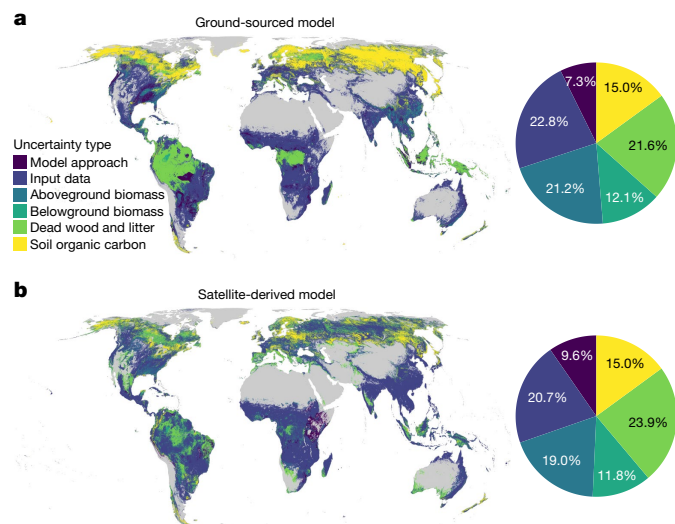 a
Ground-sourced model
Uncertainty type
Model approach
Input data
Aboveground biomass
Belowground biomass
Dead wood and litter
Soil organic carbon
7.3%
15.0%
22.8%
21.6%
21.2%
12.1%
b
Satellite-derived model
9.6%
15.0%
20.7%
23.9%
19.0%
11.8%